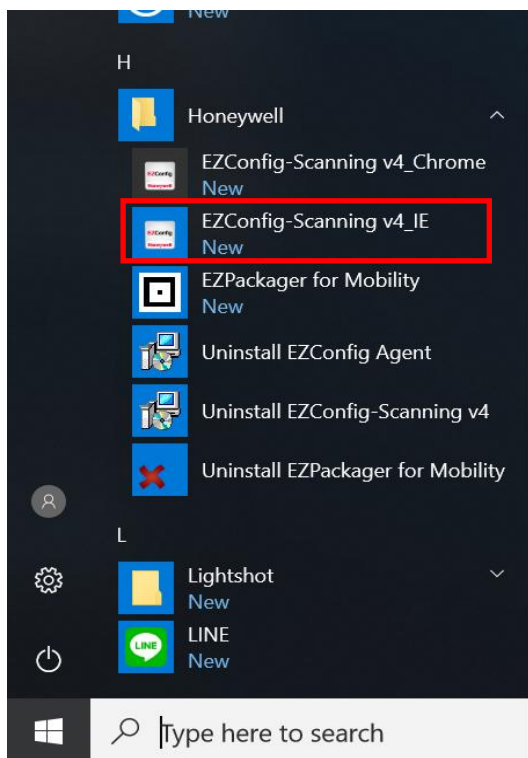 New
H
Honeywell
EZConfig-Scanning v4_Chrome
New
EZConfig-Scanning v4_IE
New
EZPackager for Mobility
New
Uninstall EZConfig Agent
Uninstall EZConfig-Scanning v4
Uninstall EZPackager for Mobility
L
Lightshot
New
LINE
LINE
New
Type here to search